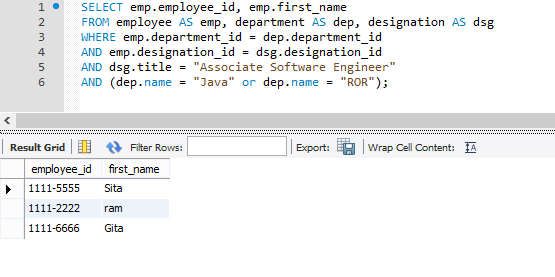 1 SELECT emp.employee_id, emp.first_name
2 FROM employee AS emp, department AS dep, designation AS dsg
3 WHERE emp.department_id = dep.department_id
4 AND emp.designation_id = dsg.designation_id
5 AND dsg.title = "Associate Software Engineer"
6 AND (dep.name = "Java" or dep.name = "ROR");
Result Grid Filter Rows: Export: Wrap Cell Content: IA
employee_id first_name
1111-5555 Sita
1111-2222 ram
1111-6666 Gita